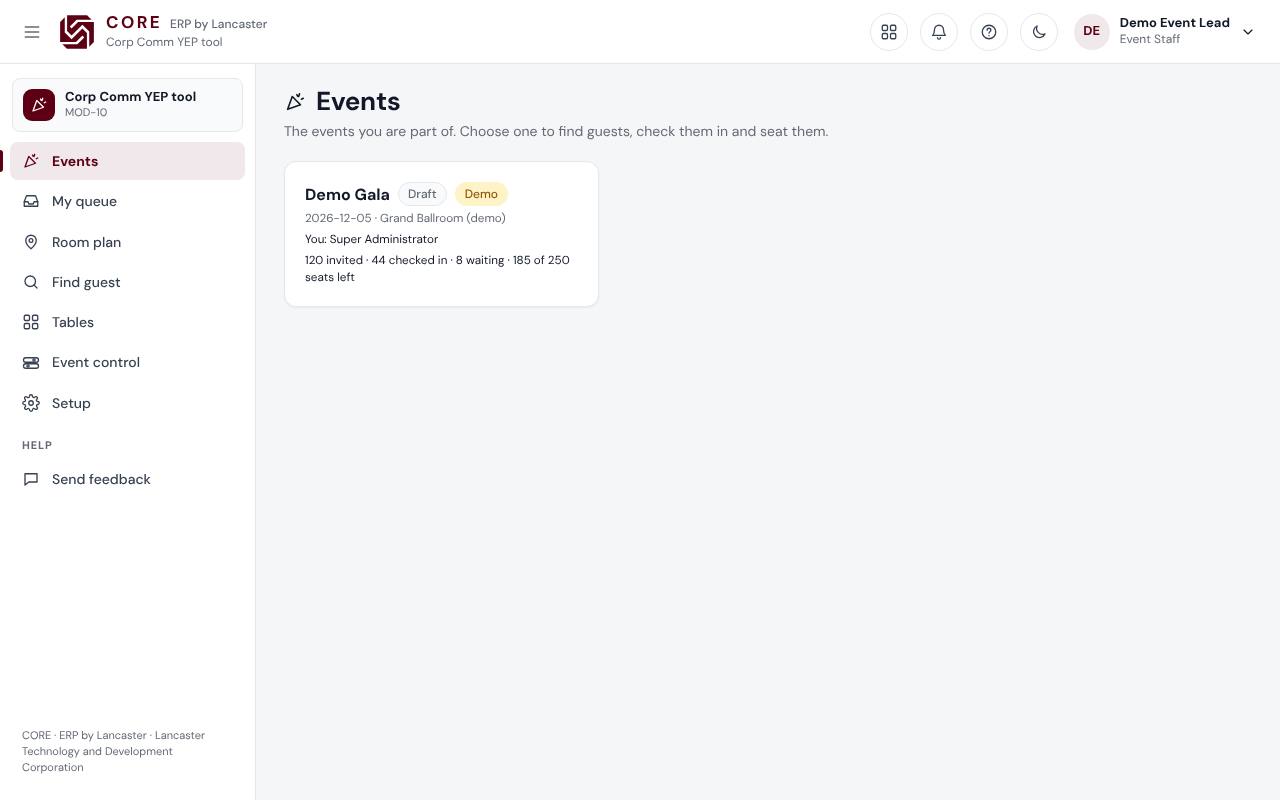 CORE ERP by Lancaster
Corp Comm YEP tool
DE
Demo Event Lead
Event Staff
Corp Comm YEP tool
MOD-10
Events
My queue
Room plan
Find guest
Tables
Event control
Setup
HELP
Send feedback
CORE · ERP by Lancaster · Lancaster
Technology and Development
Corporation
Events
The events you are part of. Choose one to find guests, check them in and seat them.
Demo Gala Draft Demo
2026-12-05 · Grand Ballroom (demo)
You: Super Administrator
120 invited · 44 checked in · 8 waiting · 185 of 250
seats left